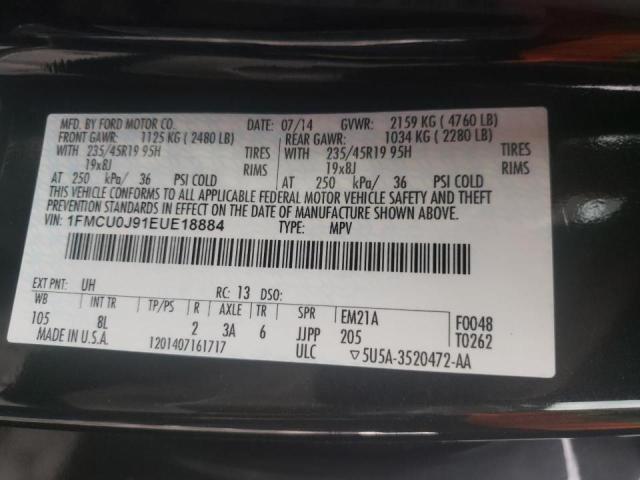 MFD. BY FORD MOTOR CO. DATE: 07/14 GVWR: 2159 KG ( 4760 LB)
FRONT GAWR: 1125 KG ( 2480 LB) REAR GAWR: 1034 KG ( 2280 LB)
WITH 235/45R19 95H TIRES WITH 235/45R19 95H TIRES
19x8J RIMS 19x8J RIMS
AT 250 kPa/ 36 PSI COLD AT 250 kPa/ 36 PSI COLD
THIS VEHICLE CONFORMS TO ALL APPLICABLE FEDERAL MOTOR VEHICLE SAFETY AND THEFT
PREVENTION STANDARDS IN EFFECT ON THE DATE OF MANUFACTURE SHOWN ABOVE.
VIN: 1FMCU0J91EUE18884 TYPE: MPV
EXT PNT: UH RC: 13 DSO:
WB INT TR TP/PS R AXLE TR SPR EM21A F0048
105 8L 2 3A 6 JJPP 205 T0262
MADE IN U.S.A. 1201407161717 ULC ▽5U5A-3520472-AA